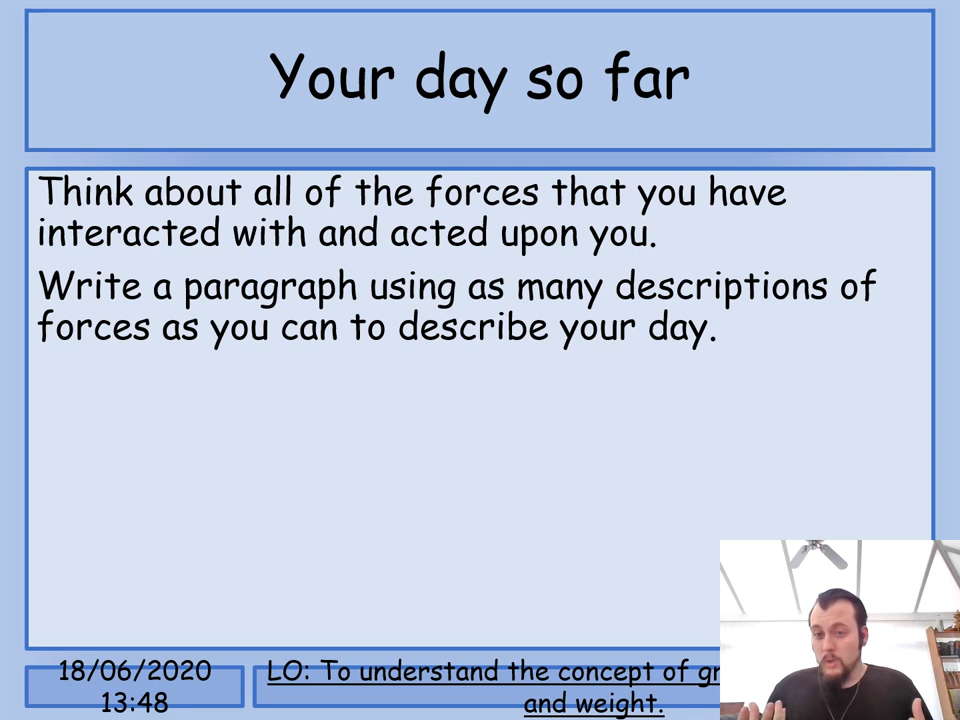 Your day so far
Think about all of the forces that you have
interacted with and acted upon you.
Write a paragraph using as many descriptions of
forces as you can to describe your day.
18/06/2020
13:48
LO: To understand the concept of
and weight.